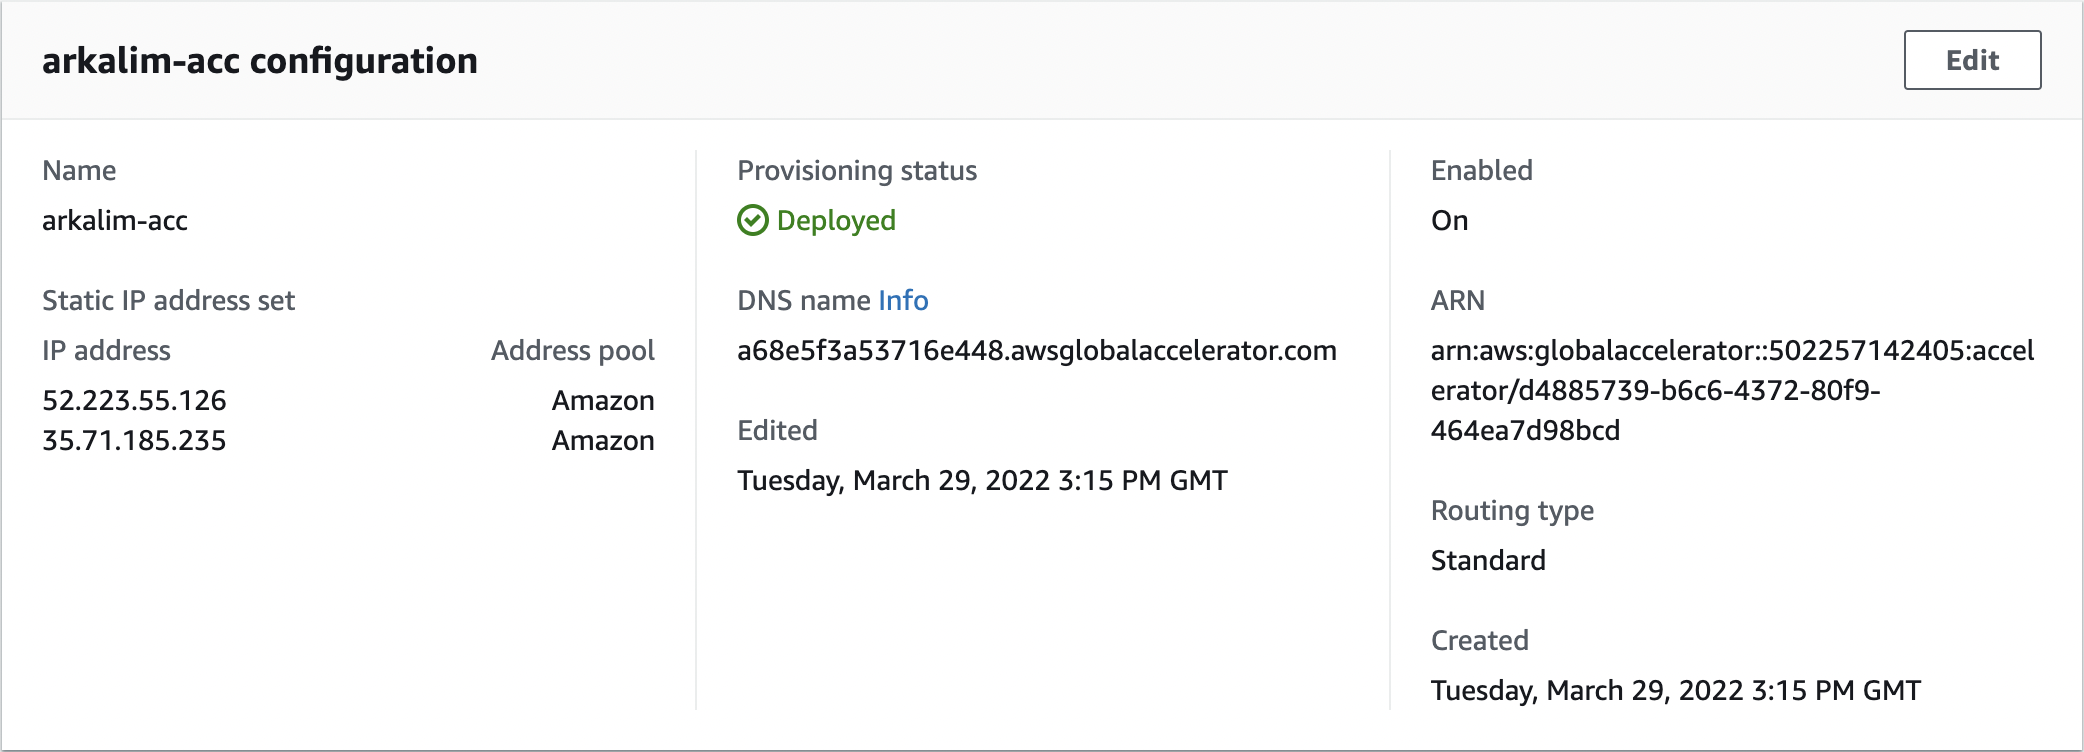 arkalim-acc configuration
Edit
Name
arkalim-acc
Static IP address set
IP address Address pool
52.223.55.126 Amazon
35.71.185.235 Amazon
Provisioning status
Deployed
DNS name Info
a68e5f3a53716e448.awsglobalaccelerator.com
Edited
Tuesday, March 29, 2022 3:15 PM GMT
Enabled
On
ARN
arn:aws:globalaccelerator::502257142405:accel
erator/d4885739-b6c6-4372-80f9-
464ea7d98bcd
Routing type
Standard
Created
Tuesday, March 29, 2022 3:15 PM GMT